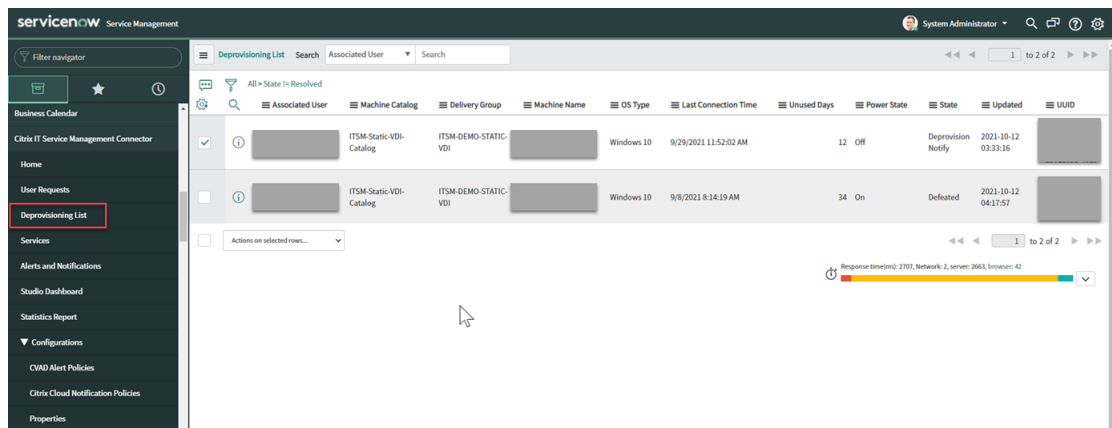 servicenow Service Management
System Administrator
Filter navigator
Deprovisioning List Search Associated User Search
1 to 2 of 2
All > State != Resolved
Associated User Machine Catalog Delivery Group Machine Name OS Type Last Connection Time Unused Days Power State State Updated UUID
Business Calendar
Citrix IT Service Management Connector
Home
User Requests
Deprovisioning List
Services
Alerts and Notifications
Studio Dashboard
Statistics Report
Configurations
CVAD Alert Policies
Citrix Cloud Notification Policies
Properties
ITSM-Static-VDI- ITSM-DEMO-STATIC- Windows 10 9/29/2021 11:52:02 AM 12 Off Deprovision 2021-10-12
Catalog VDI Notify 03:33:16
ITSM-Static-VDI- ITSM-DEMO-STATIC- Windows 10 9/8/2021 8:14:19 AM 34 On Defeated 2021-10-12
Catalog VDI 04:17:57
Actions on selected rows...
1 to 2 of 2
Response time(ms): 2707, Network: 2, server: 2663, browser: 42